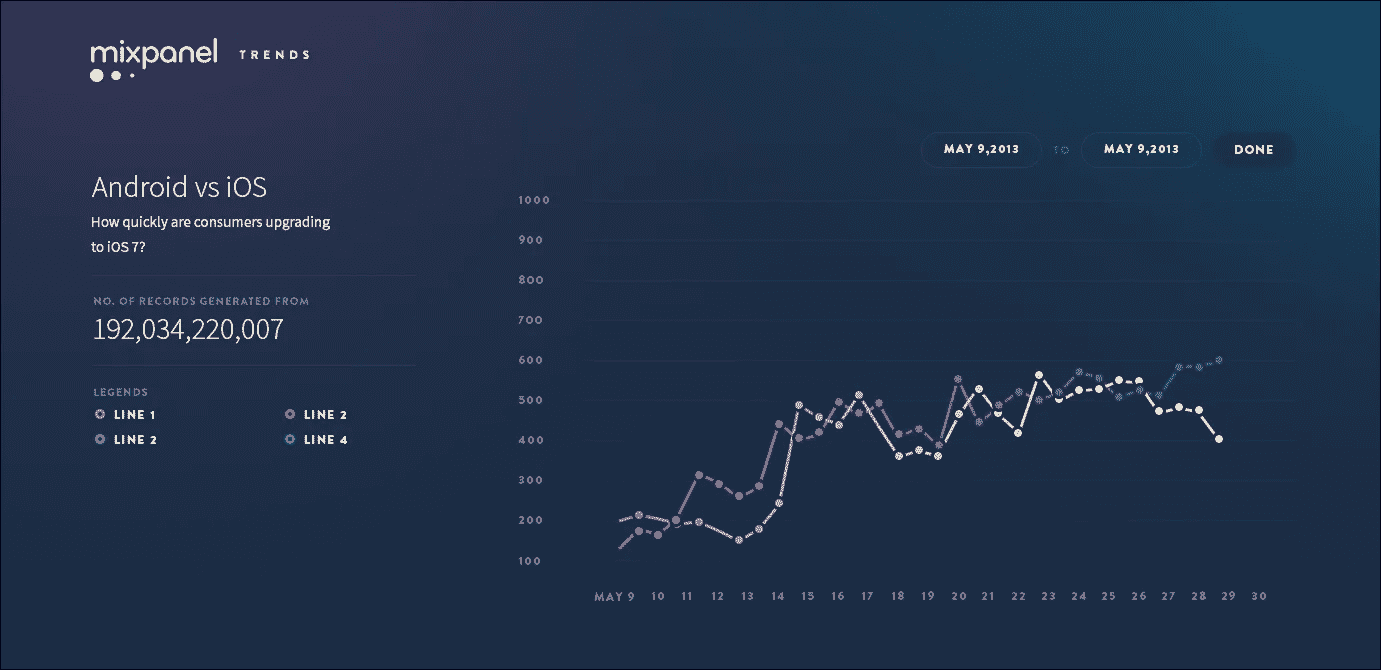 mixpanel TRENDS
MAY 9,2013 TO MAY 9,2013 DONE
Android vs iOS
How quickly are consumers upgrading
to iOS 7?
NO. OF RECORDS GENERATED FROM
192,034,220,007
LEGENDS
LINE 1 LINE 2
LINE 2 LINE 4
1000
900
800
700
600
500
400
300
200
100
MAY 9 10 11 12 13 14 15 16 17 18 19 20 21 22 23 24 25 26 27 28 29 30